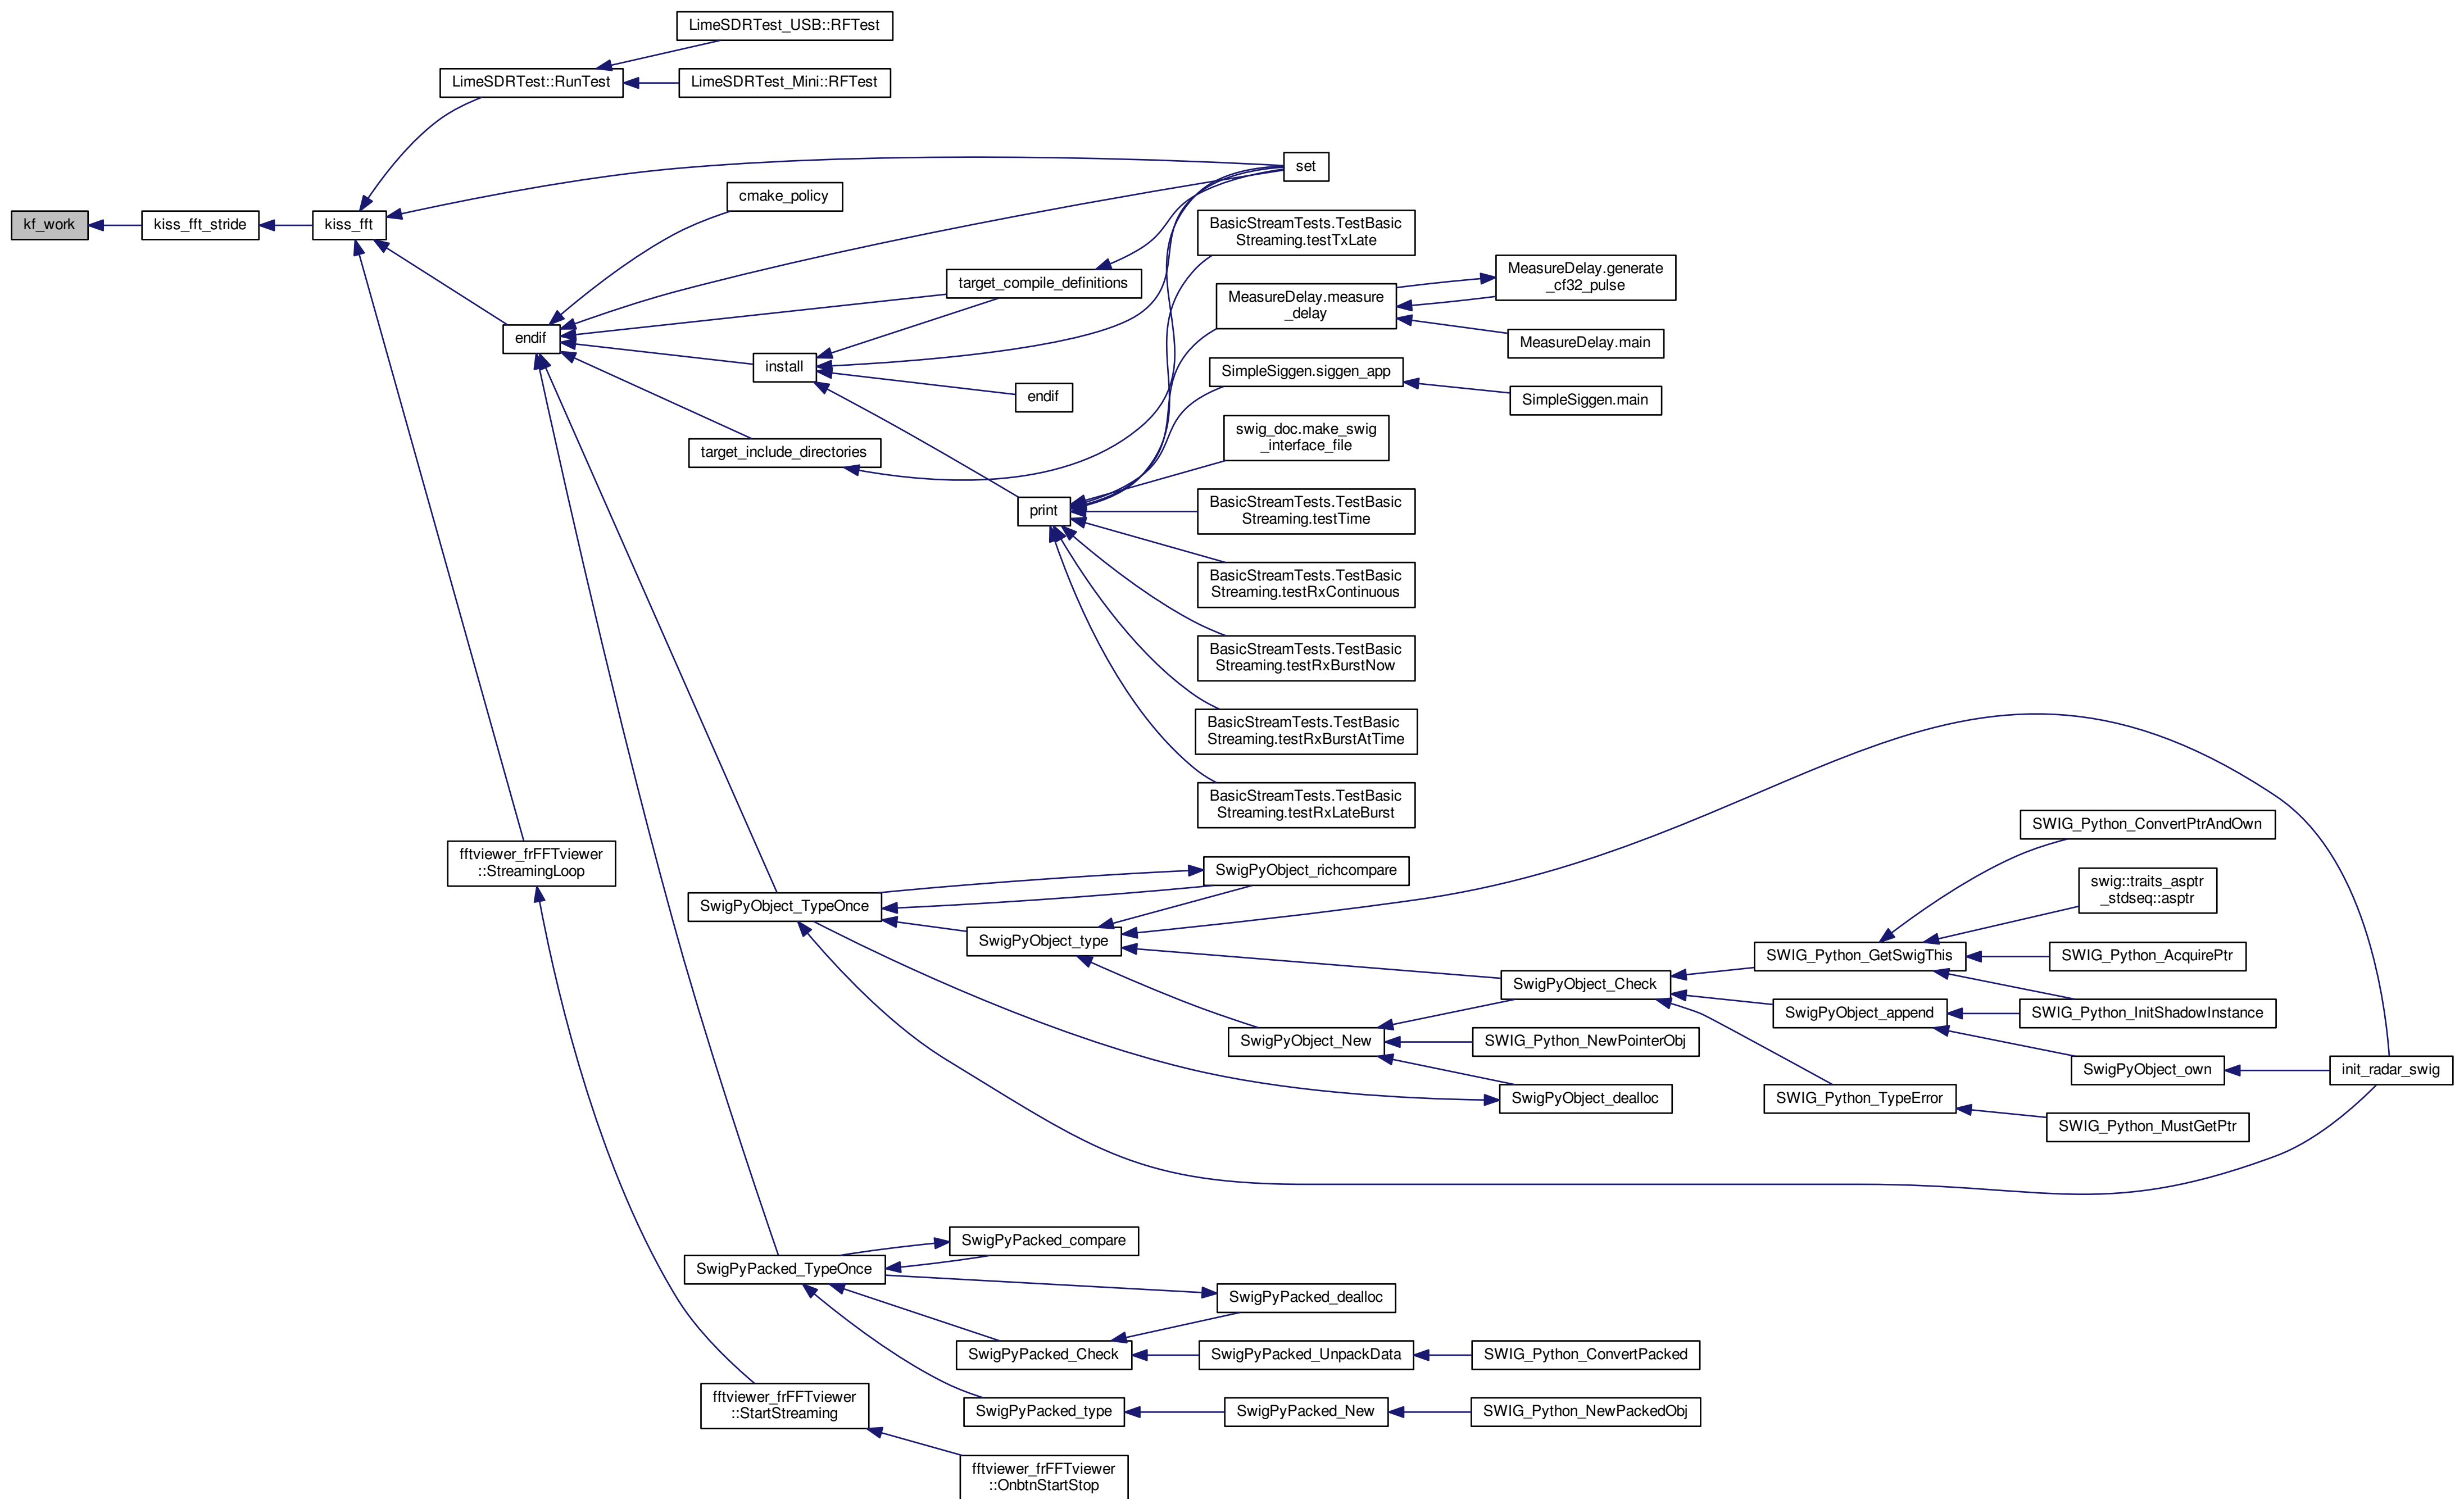 LimeSDRTest_USB::RFTest
LimeSDRTest::RunTest
LimeSDRTest_Mini::RFTest
set
cmake_policy
kf_work
kiss_fft_stride
kiss_fft
BasicStreamTests.TestBasic
Streaming.testTxLate
target_compile_definitions
MeasureDelay.measure
_delay
MeasureDelay.generate
_cf32_pulse
endif
MeasureDelay.main
install
SimpleSiggen.siggen_app
endif
SimpleSiggen.main
target_include_directories
swig_doc.make_swig
_interface_file
print
BasicStreamTests.TestBasic
Streaming.testTime
BasicStreamTests.TestBasic
Streaming.testRxContinuous
BasicStreamTests.TestBasic
Streaming.testRxBurstNow
BasicStreamTests.TestBasic
Streaming.testRxBurstAtTime
BasicStreamTests.TestBasic
Streaming.testRxLateBurst
SWIG_Python_ConvertPtrAndOwn
fftviewer_frFFTviewer
::StreamingLoop
SwigPyObject_richcompare
swig::traits_asptr
_stdseq::asptr
SwigPyObject_TypeOnce
SwigPyObject_type
SWIG_Python_GetSwigThis
SWIG_Python_AcquirePtr
SwigPyObject_Check
SwigPyObject_append
SWIG_Python_InitShadowInstance
SwigPyObject_New
SWIG_Python_NewPointerObj
SwigPyObject_own
init_radar_swig
SwigPyObject_dealloc
SWIG_Python_TypeError
SWIG_Python_MustGetPtr
SwigPyPacked_compare
SwigPyPacked_TypeOnce
SwigPyPacked_dealloc
SwigPyPacked_Check
SwigPyPacked_UnpackData
SWIG_Python_ConvertPacked
fftviewer_frFFTviewer
::StartStreaming
SwigPyPacked_type
SwigPyPacked_New
SWIG_Python_NewPackedObj
fftviewer_frFFTviewer
::OnbtnStartStop